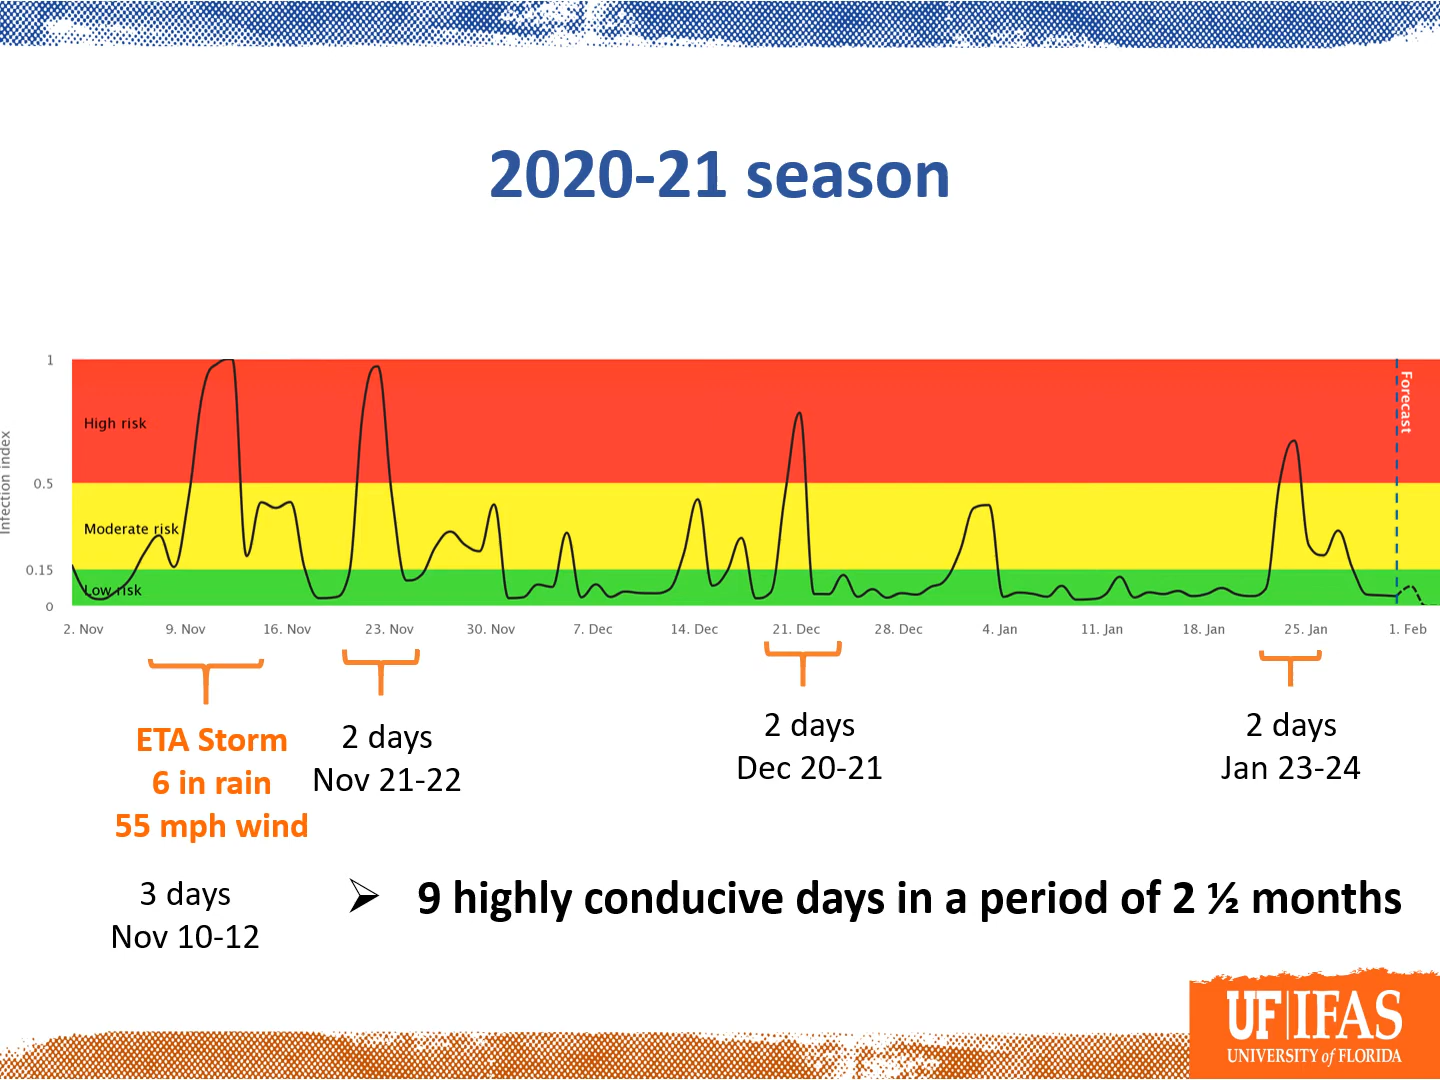 2020-21 season
1
High risk
Forecast
0.5
Moderate risk
0.15
Low risk
0
Infection index
2. Nov
9. Nov
16. Nov
23. Nov
30. Nov
7. Dec
14. Dec
21. Dec
28. Dec
4. Jan
11. Jan
18. Jan
25. Jan
1. Feb
ETA Storm
6 in rain
55 mph wind
3 days
Nov 10-12
2 days
Nov 21-22
2 days
Dec 20-21
2 days
Jan 23-24
➢ 9 highly conducive days in a period of 2 ½ months
UF|IFAS
UNIVERSITY of FLORIDA